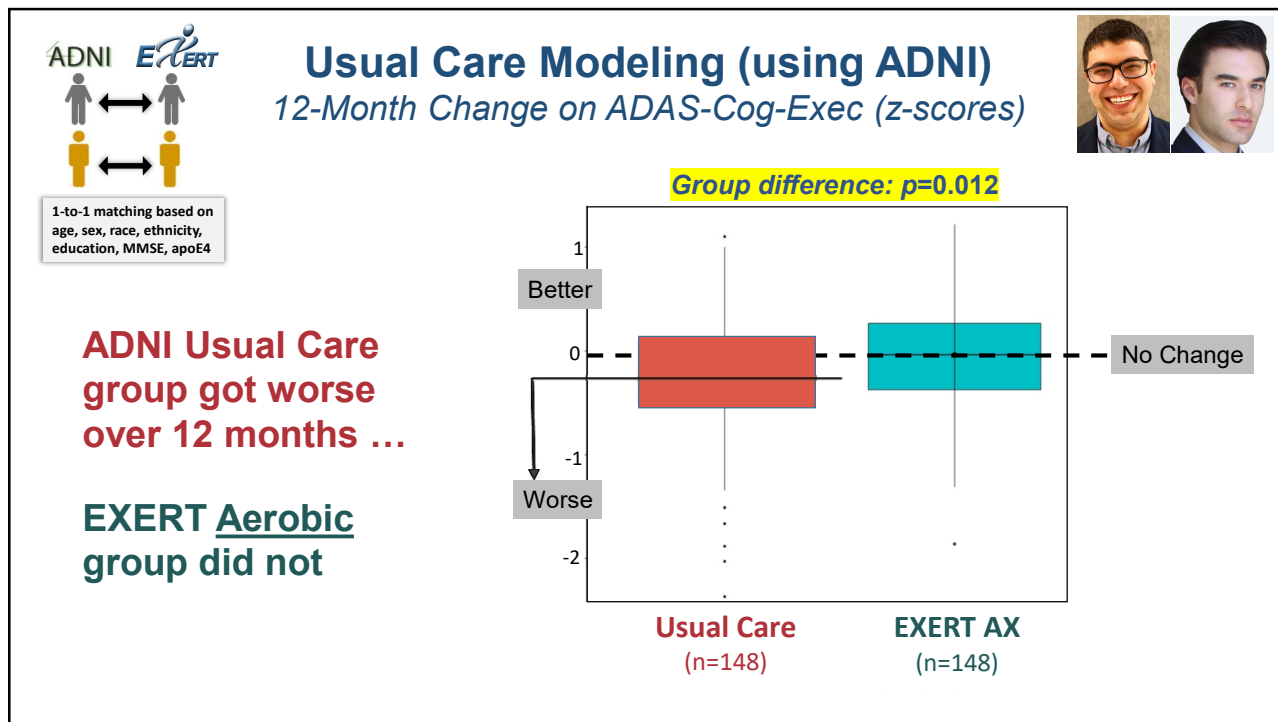 ADNI EXERT
Usual Care Modeling (using ADNI)
12-Month Change on ADAS-Cog-Exec (z-scores)
1-to-1 matching based on
age, sex, race, ethnicity,
education, MMSE, apoE4
Group difference: p=0.012
1
Better
0
No Change
-1
Worse
-2
ADNI Usual Care
group got worse
over 12 months …
EXERT Aerobic
group did not
Usual Care
(n=148)
EXERT AX
(n=148)